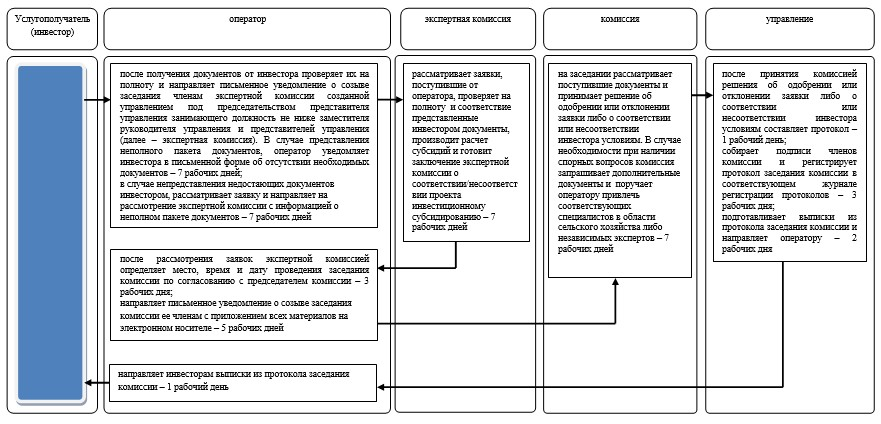 Услугополучатель
(инвестор)
оператор
экспертная комиссия
комиссия
управление
после получения документов от инвестора проверяет их на
полноту и направляет письменное уведомление о созыве
заседания членам экспертной комиссии созданной
управлением под председательством представителя
управления занимающего должность не ниже заместителя
руководителя управления и представителей управления
(далее – экспертная комиссия). В случае представления
неполного пакета документов, оператор уведомляет
инвестора в письменной форме об отсутствии необходимых
документов – 7 рабочих дней;
в случае непредставления недостающих документов
инвестором, рассматривает заявку и направляет на
рассмотрение экспертной комиссии с информацией о
неполном пакете документов – 7 рабочих дней
рассматривает заявки,
поступившие от
оператора, проверяет на
полноту и соответствие
представленные
инвестором документы,
производит расчет
субсидий и готовит
заключение экспертной
комиссии о
соответствии/несоответст
вии проекта
инвестиционному
субсидированию – 7
рабочих дней
на заседании рассматривает
поступившие документы и
принимает решение об
одобрении или отклонении
заявки либо о соответствии
или несоответствии
инвестора условиям. В случае
необходимости при наличии
спорных вопросов комиссия
запрашивает дополнительные
документы и поручает
оператору привлечь
соответствующих
специалистов в области
сельского хозяйства либо
независимых экспертов – 7
рабочих дней
после принятия комиссией
решения об одобрении или
отклонении заявки либо о
соответствии или
несоответствии инвестора
условиям составляет протокол –
1 рабочий день;
собирает подписи членов
комиссии и регистрирует
протокол заседания комиссии в
соответствующем журнале
регистрации протоколов – 3
рабочих дня;
подготавливает выписки из
протокола заседания комиссии и
направляет оператору – 2
рабочих дня
после рассмотрения заявок экспертной комиссией
определяет место, время и дату проведения заседания
комиссии по согласованию с председателем комиссии – 3
рабочих дня;
направляет письменное уведомление о созыве заседания
комиссии ее членам с приложением всех материалов на
электронном носителе – 5 рабочих дней
направляет инвесторам выписки из протокола заседания
комиссии – 1 рабочий день